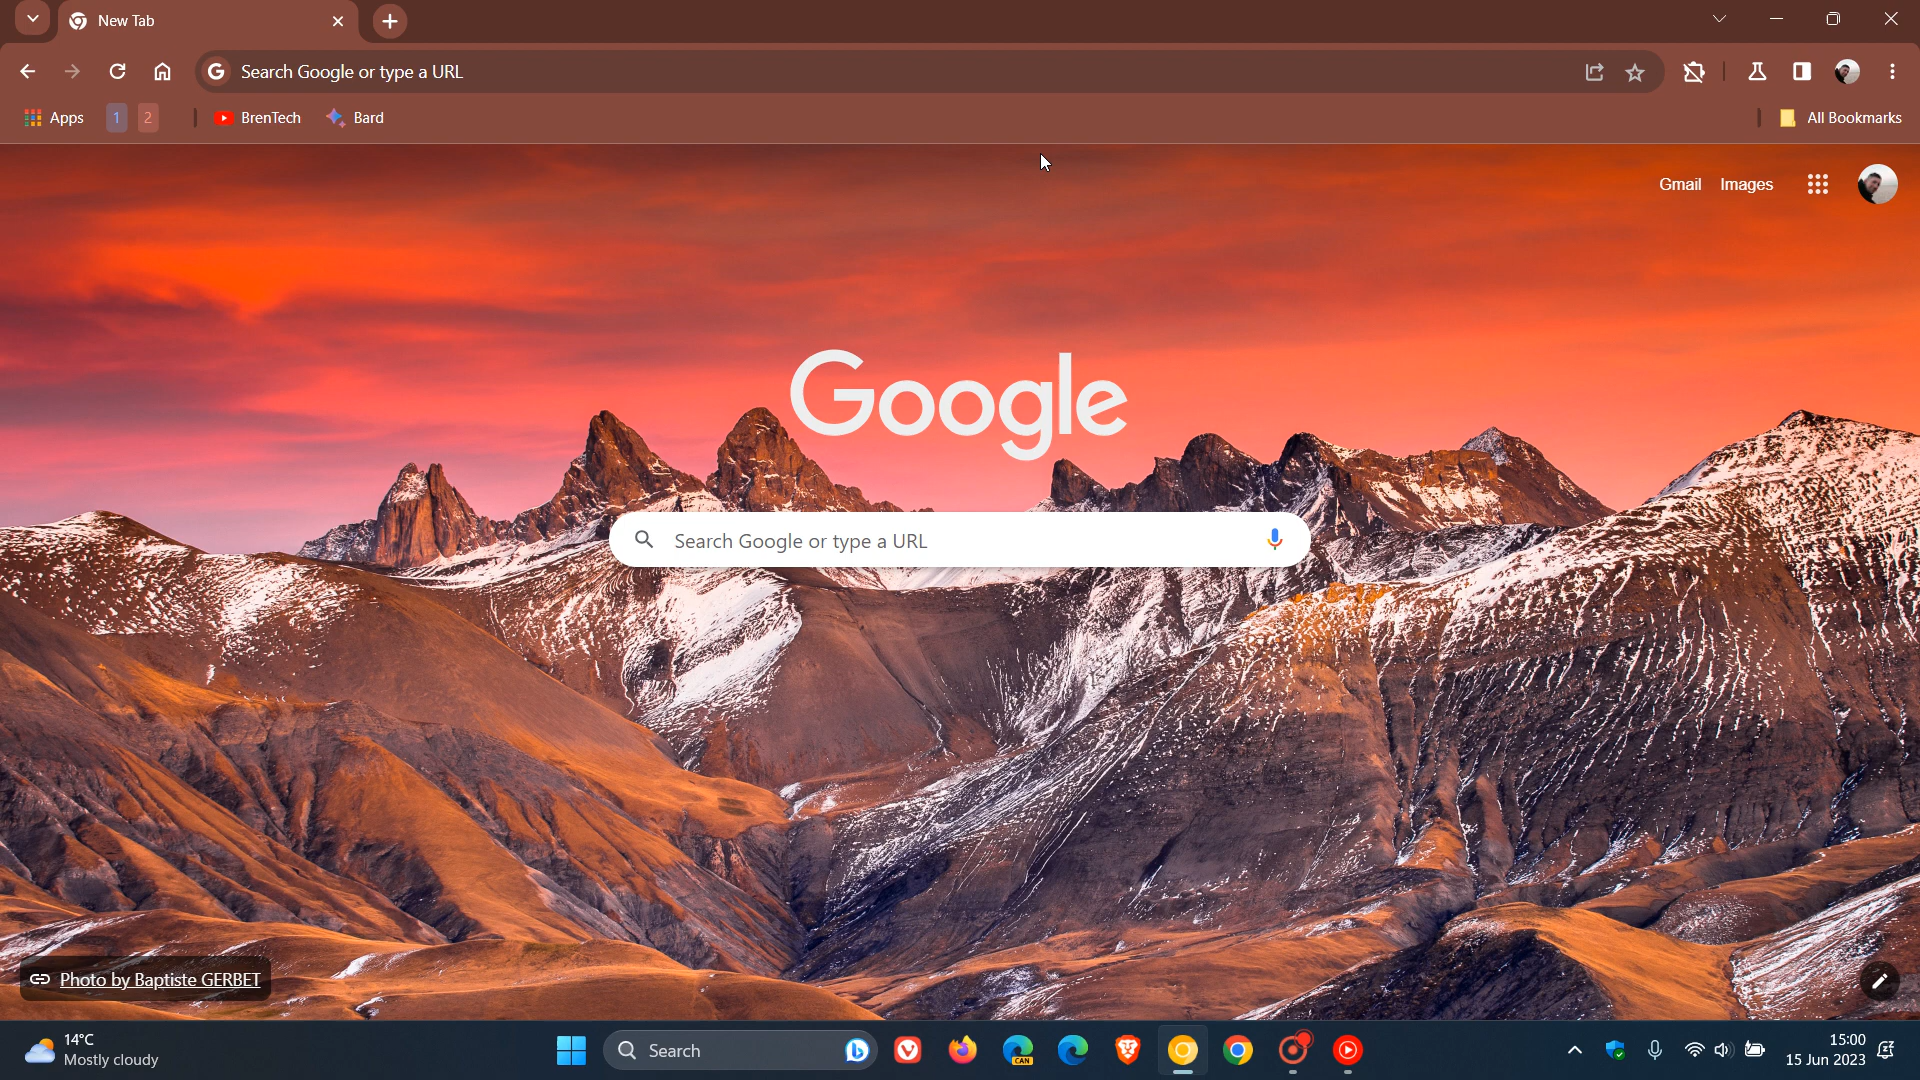 New Tab
Search Google or type a URL
Apps
1
2
BrenTech
Bard
All Bookmarks
Gmail
Images
Google
Search Google or type a URL
Photo by Baptiste GERBET
14°C
Mostly cloudy
Search
CAN
15:00
15 Jun 2023